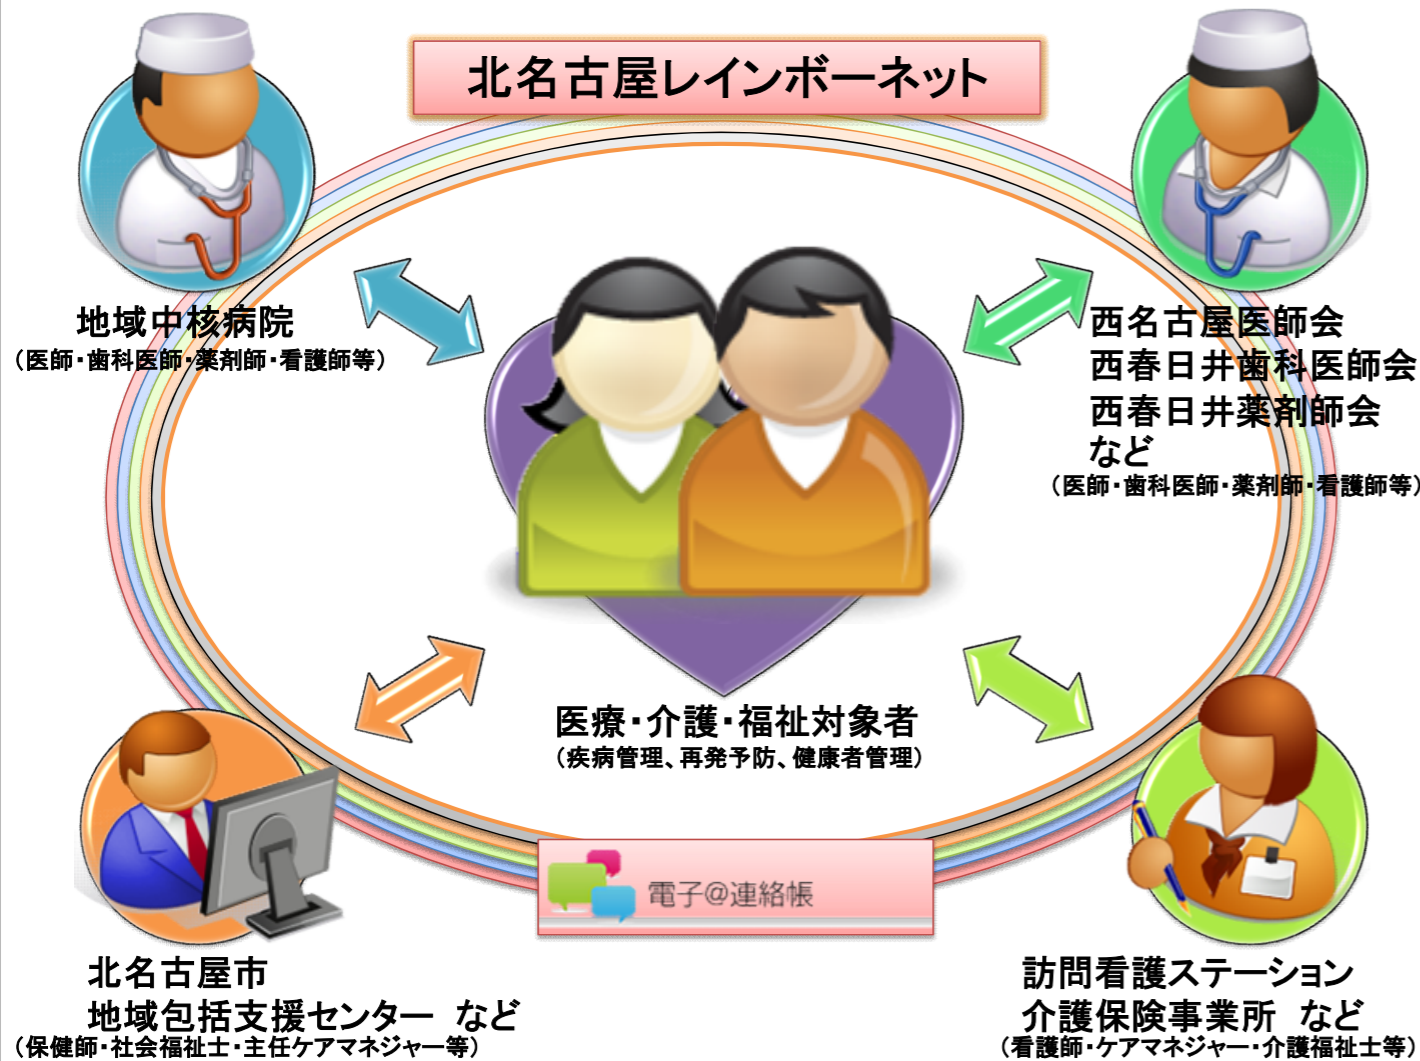 北名古屋レインボーネット
地域中核病院
（医師・歯科医師・薬剤師・看護師等）
西名古屋医師会
西春日井歯科医師会
西春日井薬剤師会
など
（医師・歯科医師・薬剤師・看護師等）
医療・介護・福祉対象者
（疾病管理、再発予防、健康者管理）
電子@連絡帳
北名古屋市
地域包括支援センター など
（保健師・社会福祉士・主任ケアマネジャー等）
訪問看護ステーション
介護保険事業所 など
（看護師・ケアマネジャー・介護福祉士等）